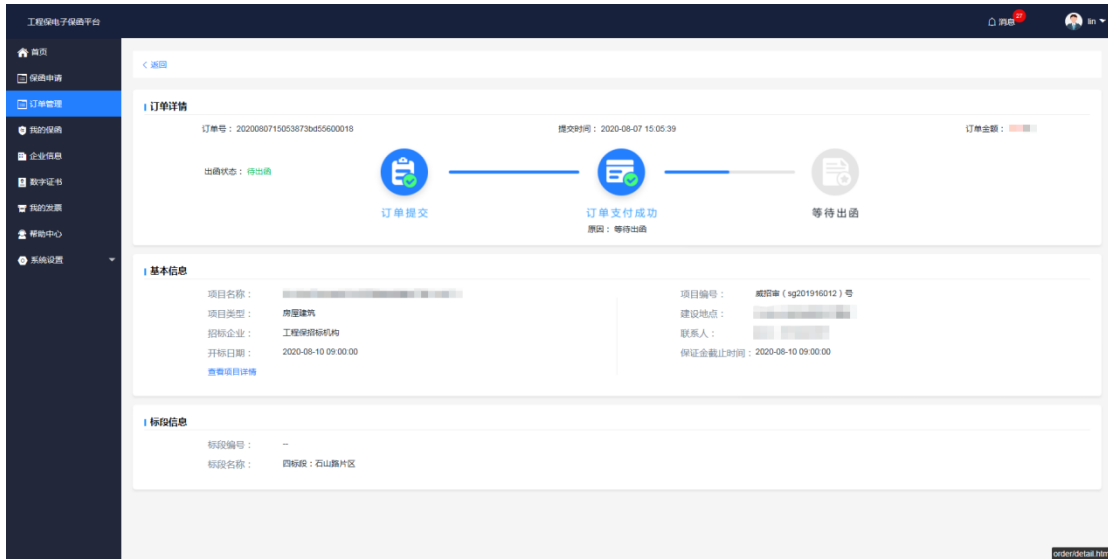 工程保电子保函平台
消息 27
lin
首页
保函申请
订单管理
我的保函
企业信息
数字证书
我的发票
帮助中心
系统设置
< 返回
订单详情
订单号： 2020080715053873bd55600018
提交时间： 2020-08-07 15:05:39
订单金额：
出函状态： 待出函
订单提交
订单支付成功
原因： 等待出函
等待出函
基本信息
项目名称：
项目编号： 威招审（sg201916012）号
项目类型： 房屋建筑
建设地点：
招标企业： 工程保招标机构
联系人：
开标日期： 2020-08-10 09:00:00
保证金截止时间： 2020-08-10 09:00:00
查看项目详情
标段信息
标段编号： --
标段名称： 四标段：石山路片区
order/detail.htm